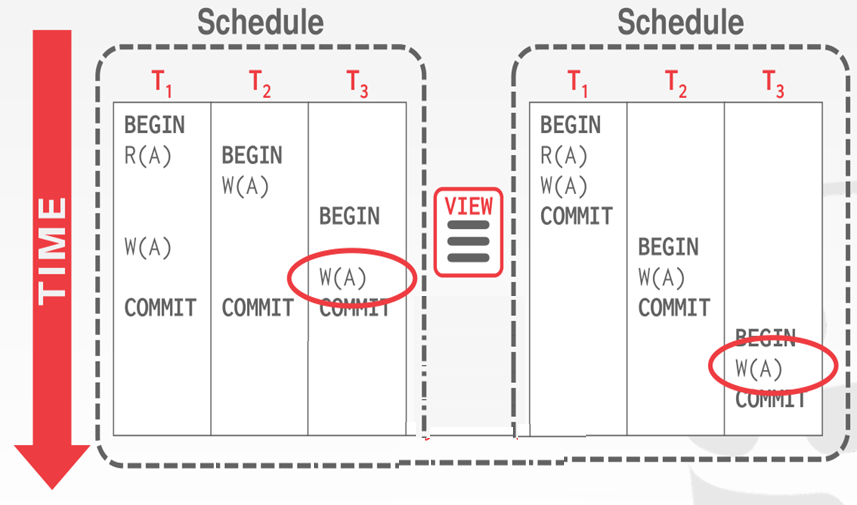 Schedule
Schedule
TIME
T1 T2 T3
BEGIN
R(A) BEGIN
W(A)
BEGIN
W(A)
W(A)
COMMIT COMMIT COMMIT
VIEW
T1 T2 T3
BEGIN
R(A)
W(A)
COMMIT
BEGIN
W(A)
COMMIT
BEGIN
W(A)
COMMIT